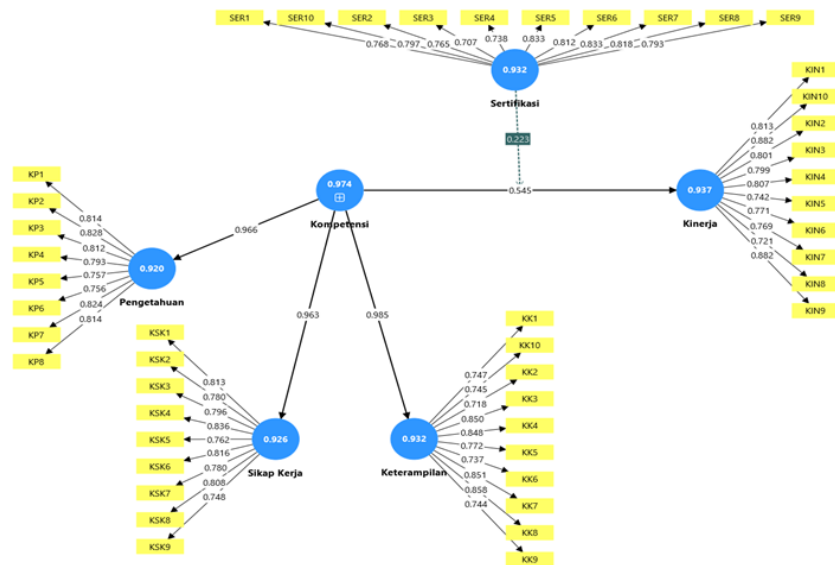 SER1 SER10 SER2 SER3 SER4 SER5 SER6 SER7 SER8 SER9
0.768 0.797 0.765 0.707 0.738 0.833 0.812 0.833 0.818 0.793
0.932
Sertifikasi
0.223
KIN1
KIN10
KIN2
KIN3
KIN4
KIN5
KIN6
KIN7
KIN8
KIN9
0.813
0.882
0.801
0.799
0.807
0.742
0.771
0.769
0.721
0.882
0.937
Kinerja
0.545
0.974
Kompetensi
0.966
0.963
0.985
KP1
KP2
KP3
KP4
KP5
KP6
KP7
KP8
0.814
0.828
0.812
0.793
0.757
0.756
0.824
0.814
0.920
Pengetahuan
KSK1
KSK2
KSK3
KSK4
KSK5
KSK6
KSK7
KSK8
KSK9
0.813
0.780
0.796
0.836
0.762
0.816
0.780
0.808
0.748
0.926
Sikap Kerja
KK1
KK10
KK2
KK3
KK4
KK5
KK6
KK7
KK8
KK9
0.747
0.745
0.718
0.850
0.848
0.772
0.737
0.851
0.858
0.744
0.932
Keterampilan